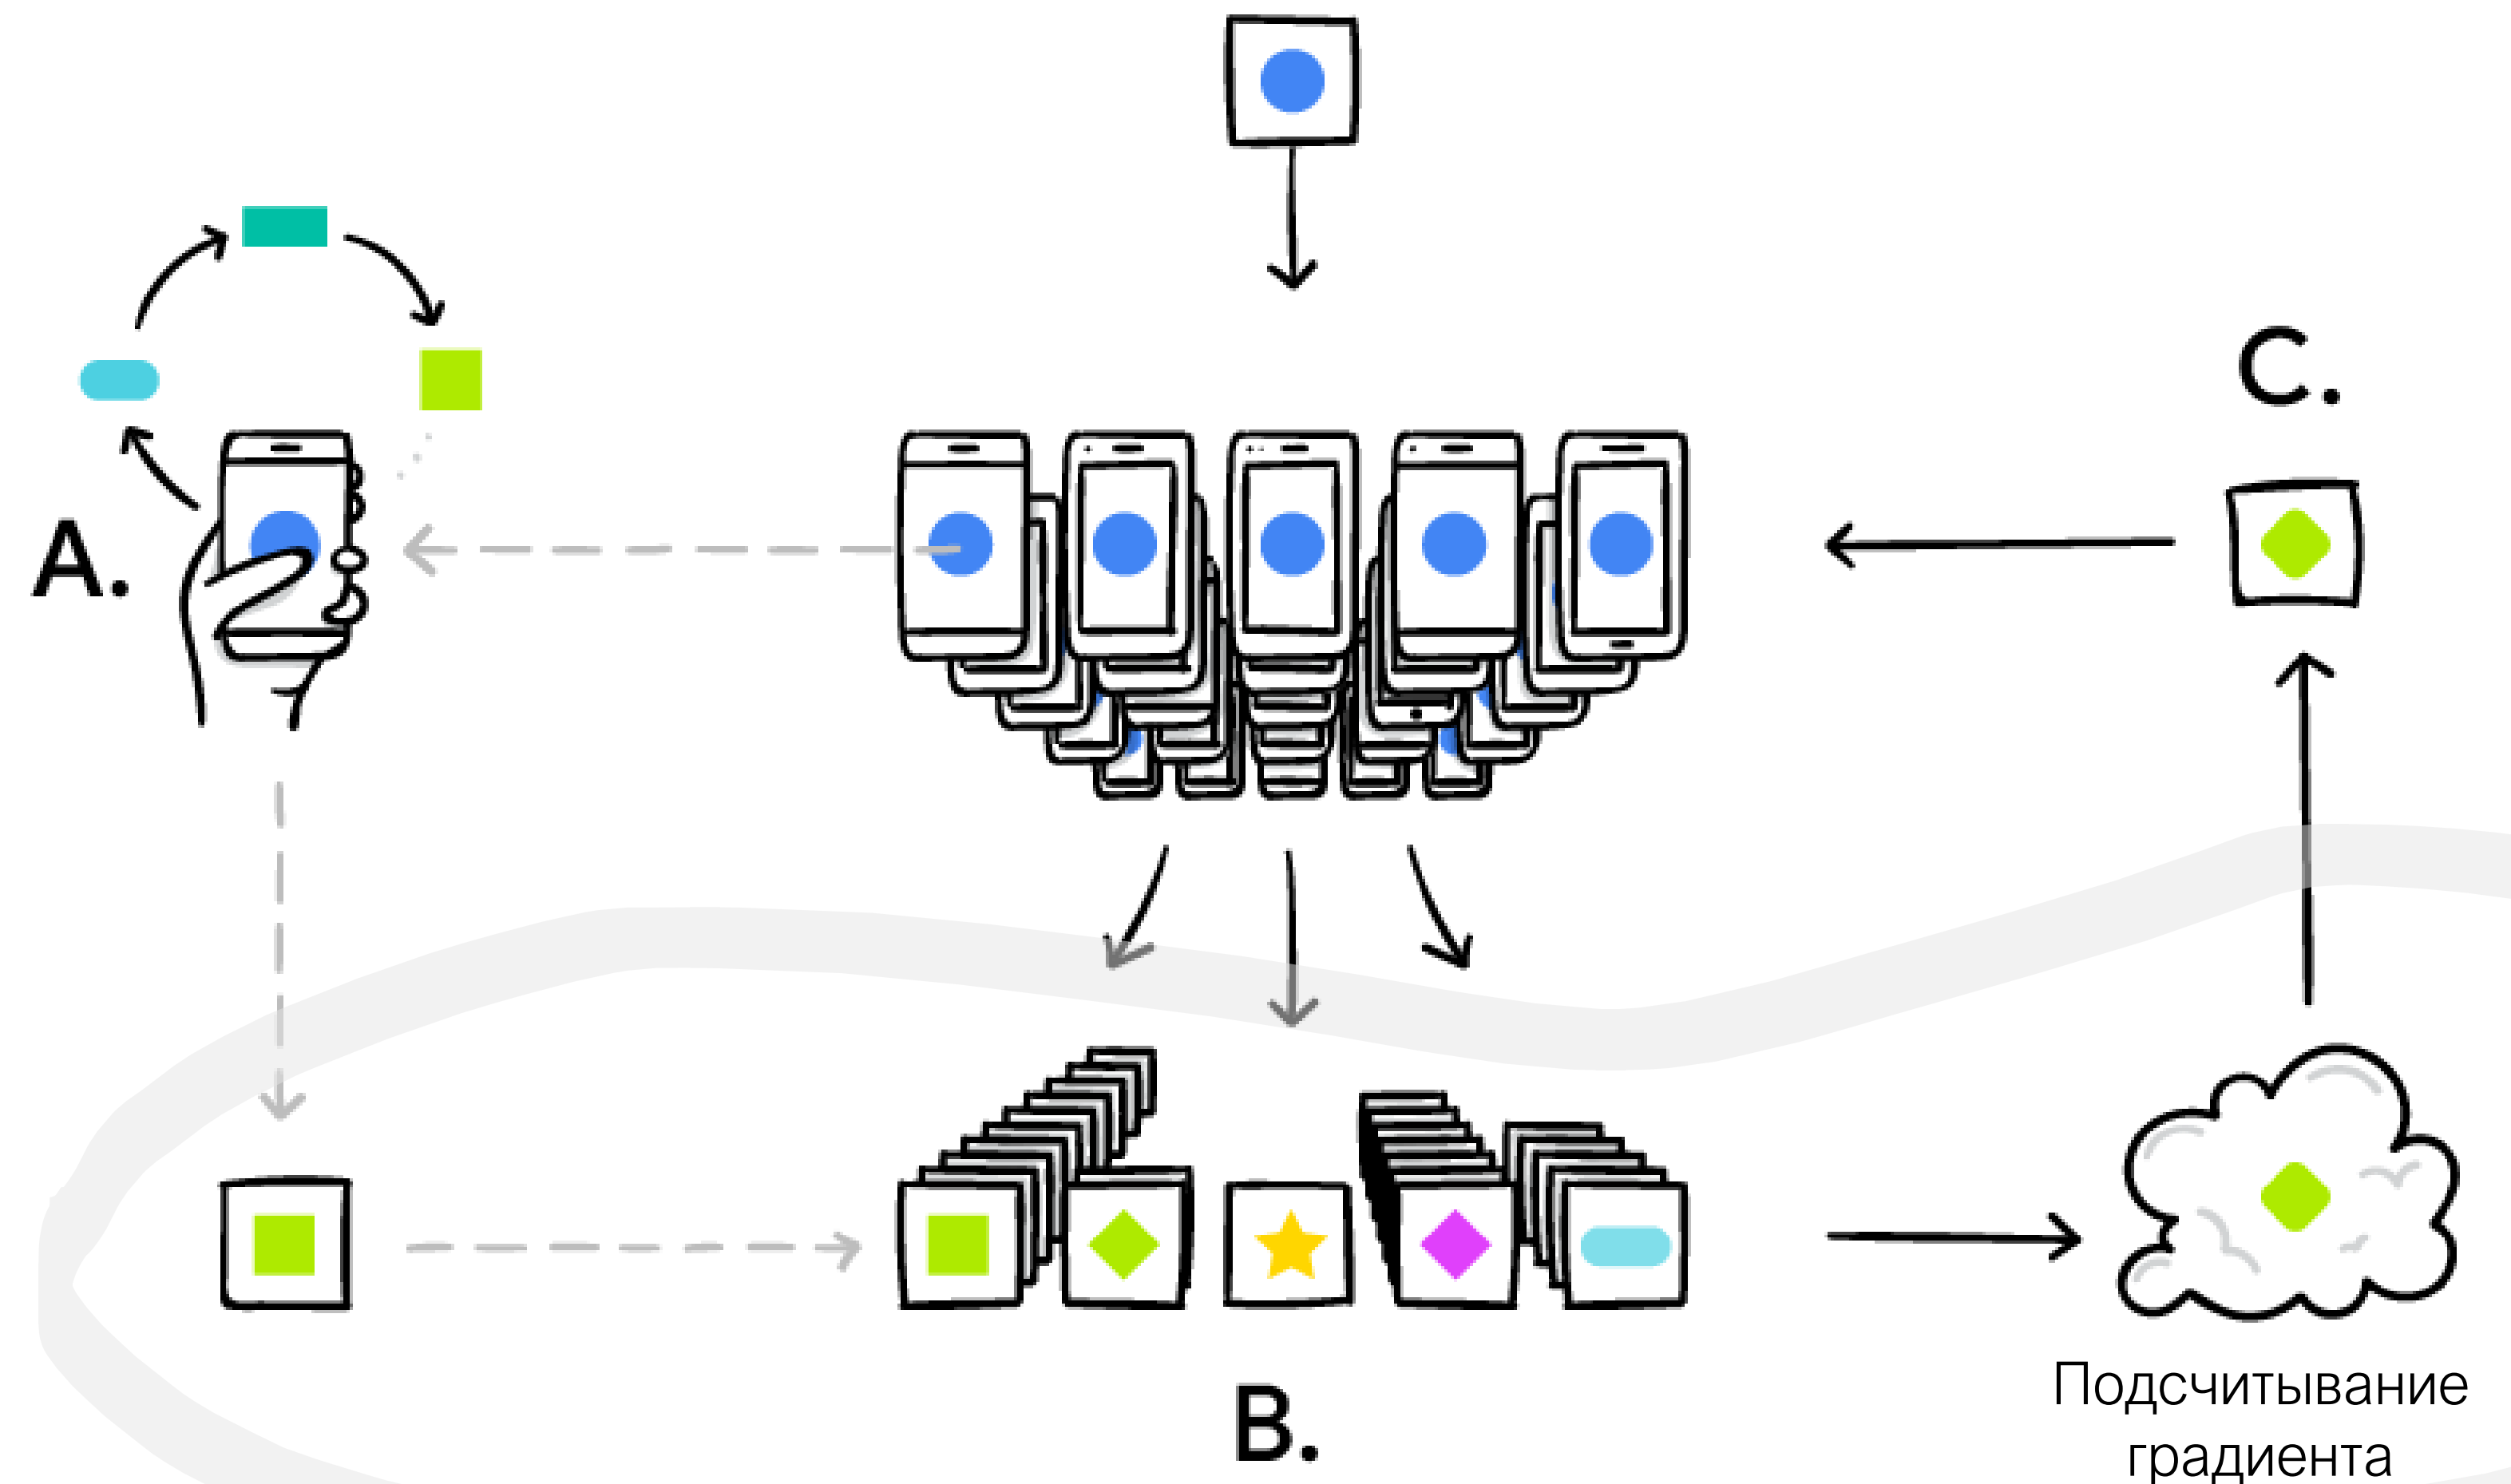 C.
A.
B.
Подсчитывание
градиента